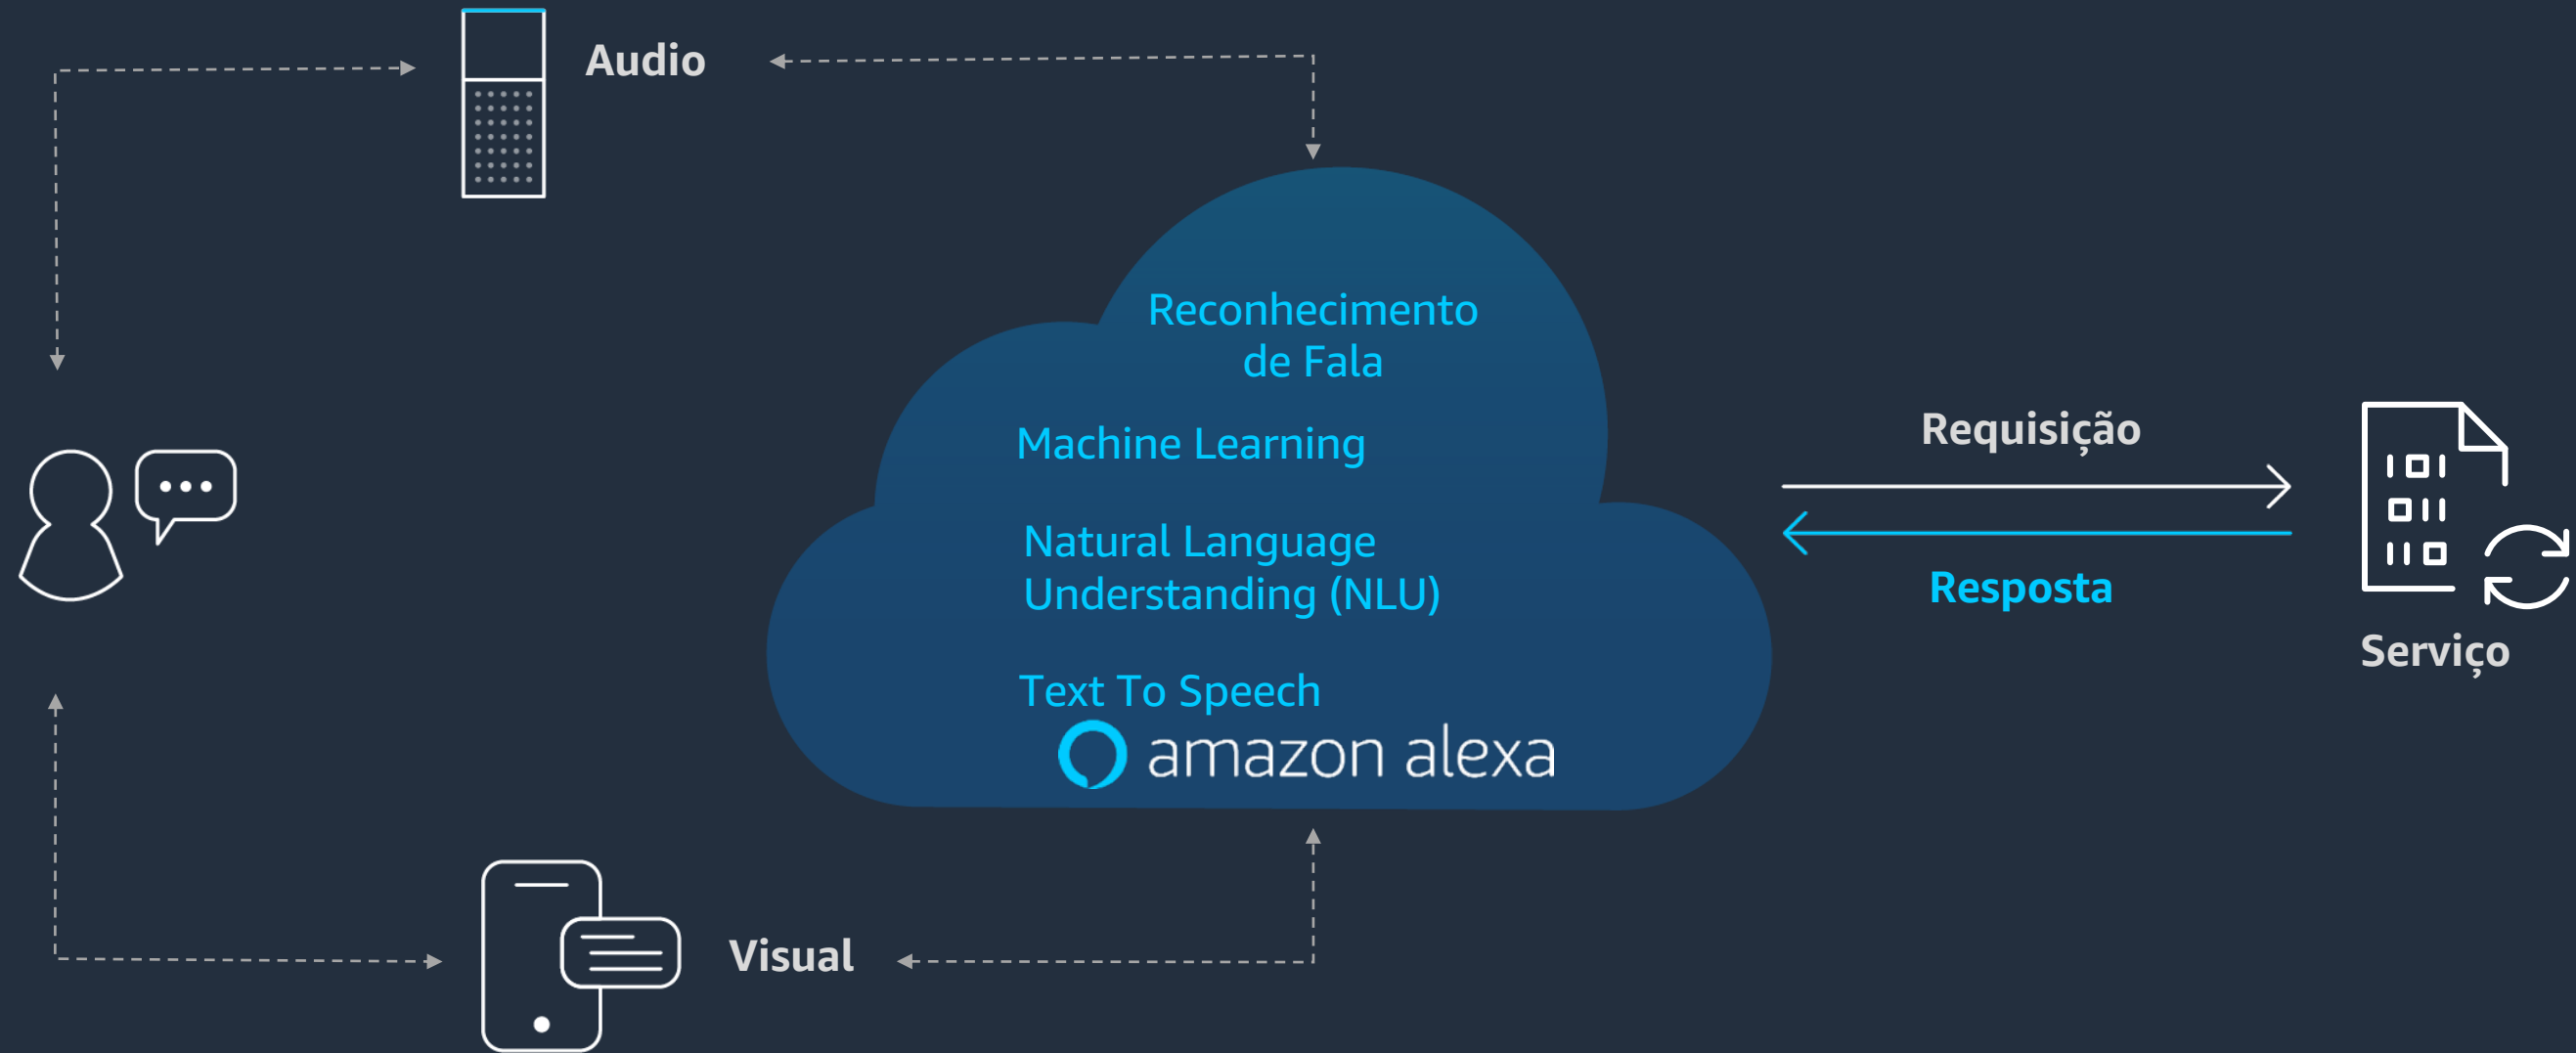 Audio
Reconhecimento
de Fala
Machine Learning
Natural Language
Understanding (NLU)
Text To Speech
amazon alexa
Requisição
Resposta
Serviço
Visual